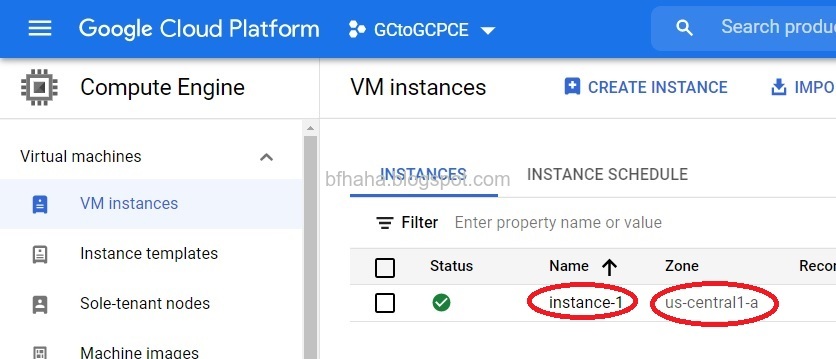 Google Cloud Platform GCtoGCPCE Search produ
Compute Engine VM instances CREATE INSTANCE IMPO
Virtual machines
INSTANCES INSTANCE SCHEDULE
bfhaha.blogspot.com
VM instances
Filter Enter property name or value
Instance templates
Status Name Zone Recor
Sole-tenant nodes
instance-1 us-central1-a
Machine images